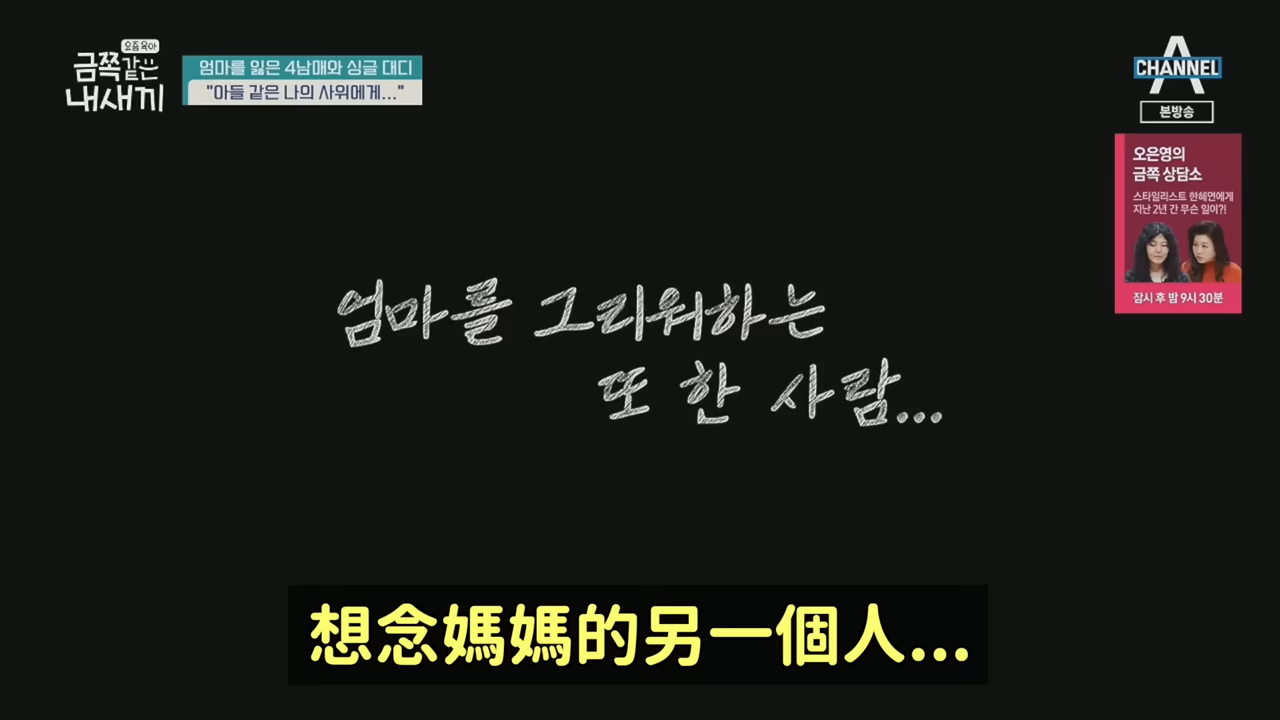 요즘육아
금쪽같은
내새끼
엄마를 잃은 4남매와 싱글 대디
"아들 같은 나의 사위에게..."
CHANNEL A
본방송
오은영의
금쪽 상담소
스타일리스트 한혜연에게
지난 2년 간 무슨 일이?!
잠시 후 밤 9시 30분
엄마를 그리워하는
또 한 사람...
想念媽媽的另一個人...